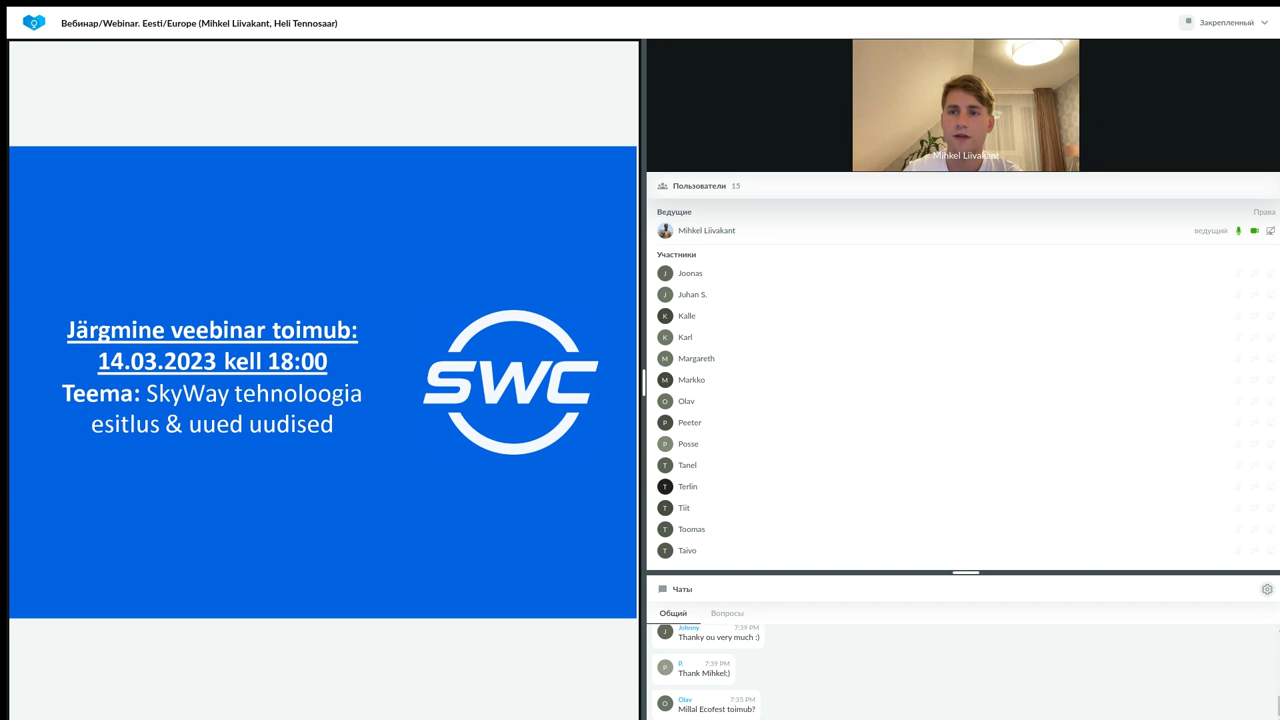 Вебинар/Webinar. Eesti/Europe (Mihkel Liivakant, Heli Tennosaar)
Закрепленный
Järgmine veebinar toimub:
14.03.2023 kell 18:00
Teema: SkyWay tehnoloogia
esitlus & uued uudised
SWC
Mihkel Liivakant
Пользователи 15
Ведущие Права
Mihkel Liivakant ведущий
Участники
J Joonas
J Juhan S.
K Kalle
K Karl
M Margareth
M Markko
O Olav
P Peeter
P Posse
T Tanel
T Terlin
T Tiit
T Toomas
T Taivo
Чаты
Общий Вопросы
J Johnny 7:39 PM
Thanky ou very much :)
P P. 7:39 PM
Thank Mihkel;)
O Olav 7:35 PM
Millal Ecofest toimub?